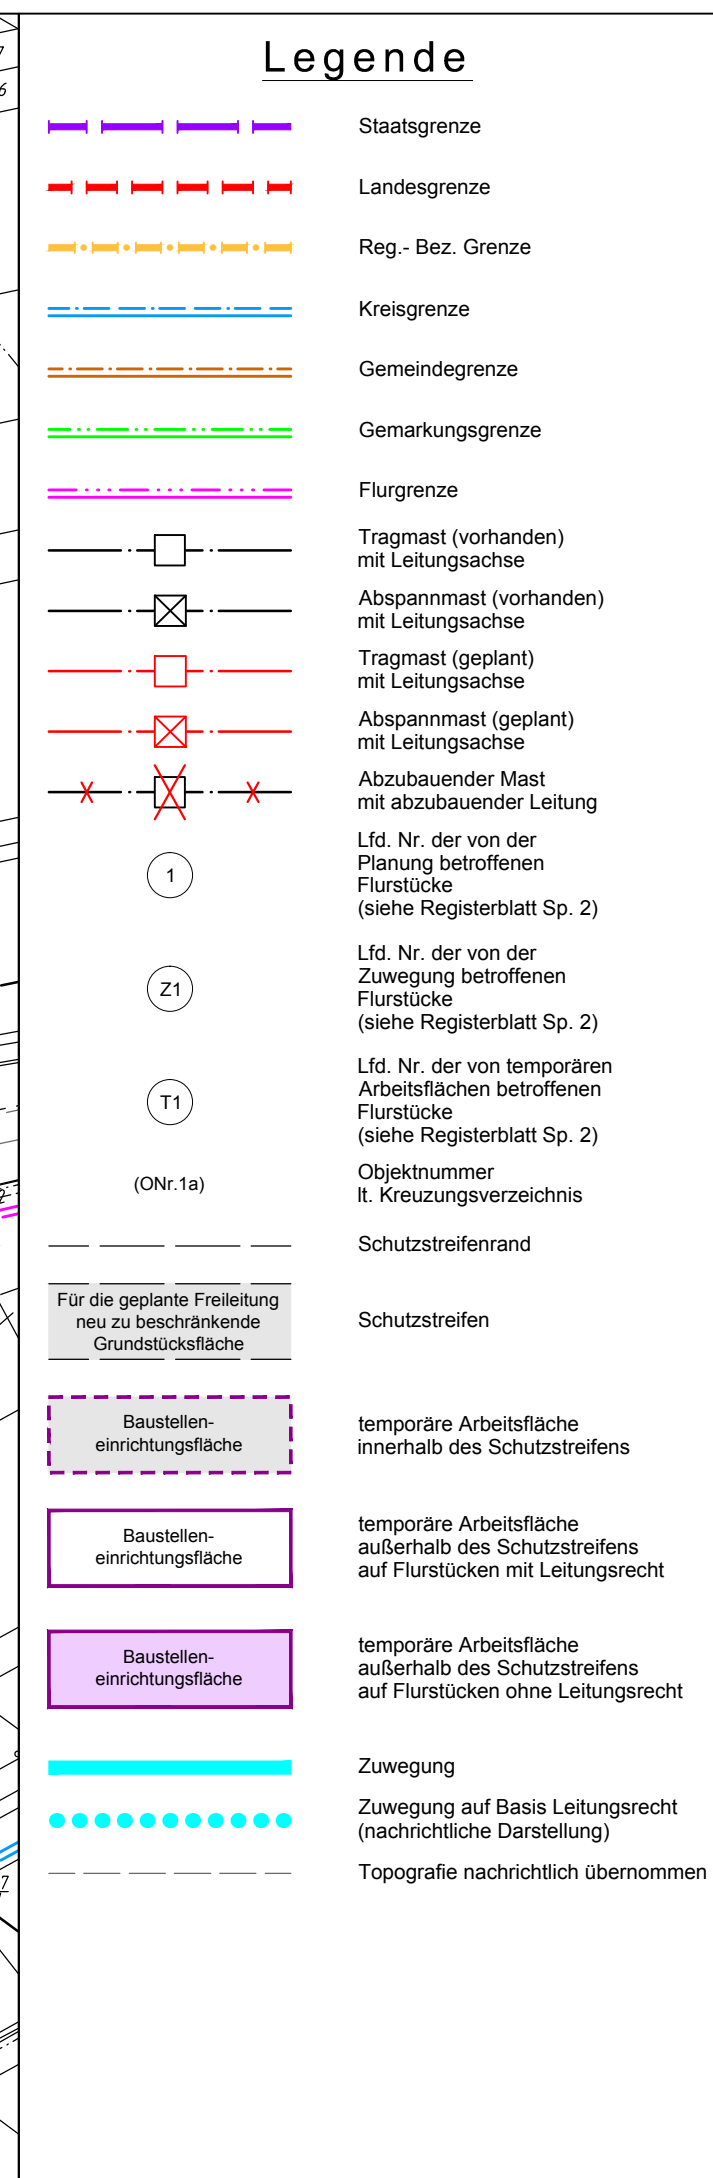 Legende
Staatsgrenze
Landesgrenze
Reg.- Bez. Grenze
Kreisgrenze
Gemeindegrenze
Gemarkungsgrenze
Flurgrenze
Tragmast (vorhanden)
mit Leitungsachse
Abspannmast (vorhanden)
mit Leitungsachse
Tragmast (geplant)
mit Leitungsachse
Abspannmast (geplant)
mit Leitungsachse
Abzubauender Mast
mit abzubauender Leitung
1
Lfd. Nr. der von der
Planung betroffenen
Flurstücke
(siehe Registerblatt Sp. 2)
Z1
Lfd. Nr. der von der
Zuwegung betroffenen
Flurstücke
(siehe Registerblatt Sp. 2)
T1
Lfd. Nr. der von temporären
Arbeitsflächen betroffenen
Flurstücke
(siehe Registerblatt Sp. 2)
(ONr.1a)
Objektnummer
lt. Kreuzungsverzeichnis
Schutzstreifenrand
Für die geplante Freileitung
neu zu beschränkende
Grundstücksfläche
Schutzstreifen
Baustellen-
einrichtungsfläche
temporäre Arbeitsfläche
innerhalb des Schutzstreifens
Baustellen-
einrichtungsfläche
temporäre Arbeitsfläche
außerhalb des Schutzstreifens
auf Flurstücken mit Leitungsrecht
Baustellen-
einrichtungsfläche
temporäre Arbeitsfläche
außerhalb des Schutzstreifens
auf Flurstücken ohne Leitungsrecht
Zuwegung
Zuwegung auf Basis Leitungsrecht
(nachrichtliche Darstellung)
Topografie nachrichtlich übernommen